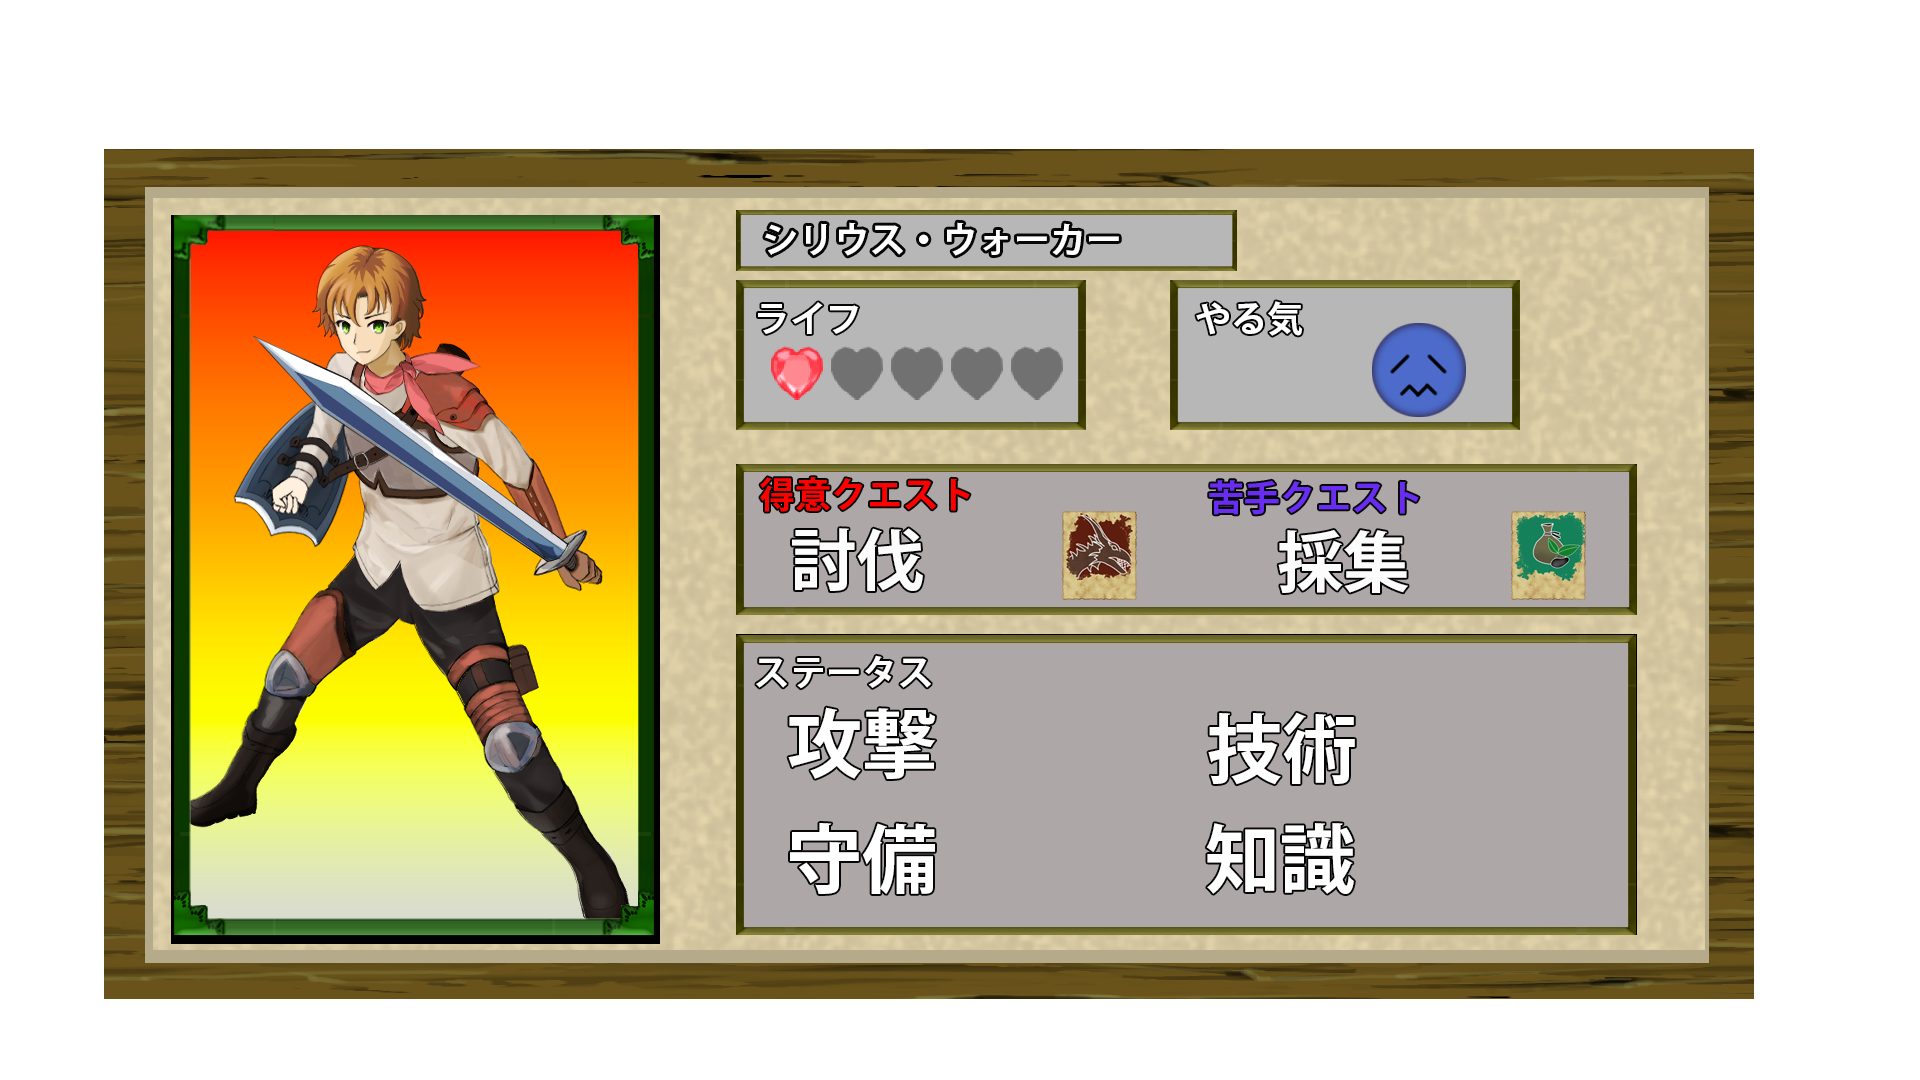 シリウス・ウォーカー
ライフ
やる気
得意クエスト
苦手クエスト
討伐
採集
ステータス
攻撃
技術
守備
知識